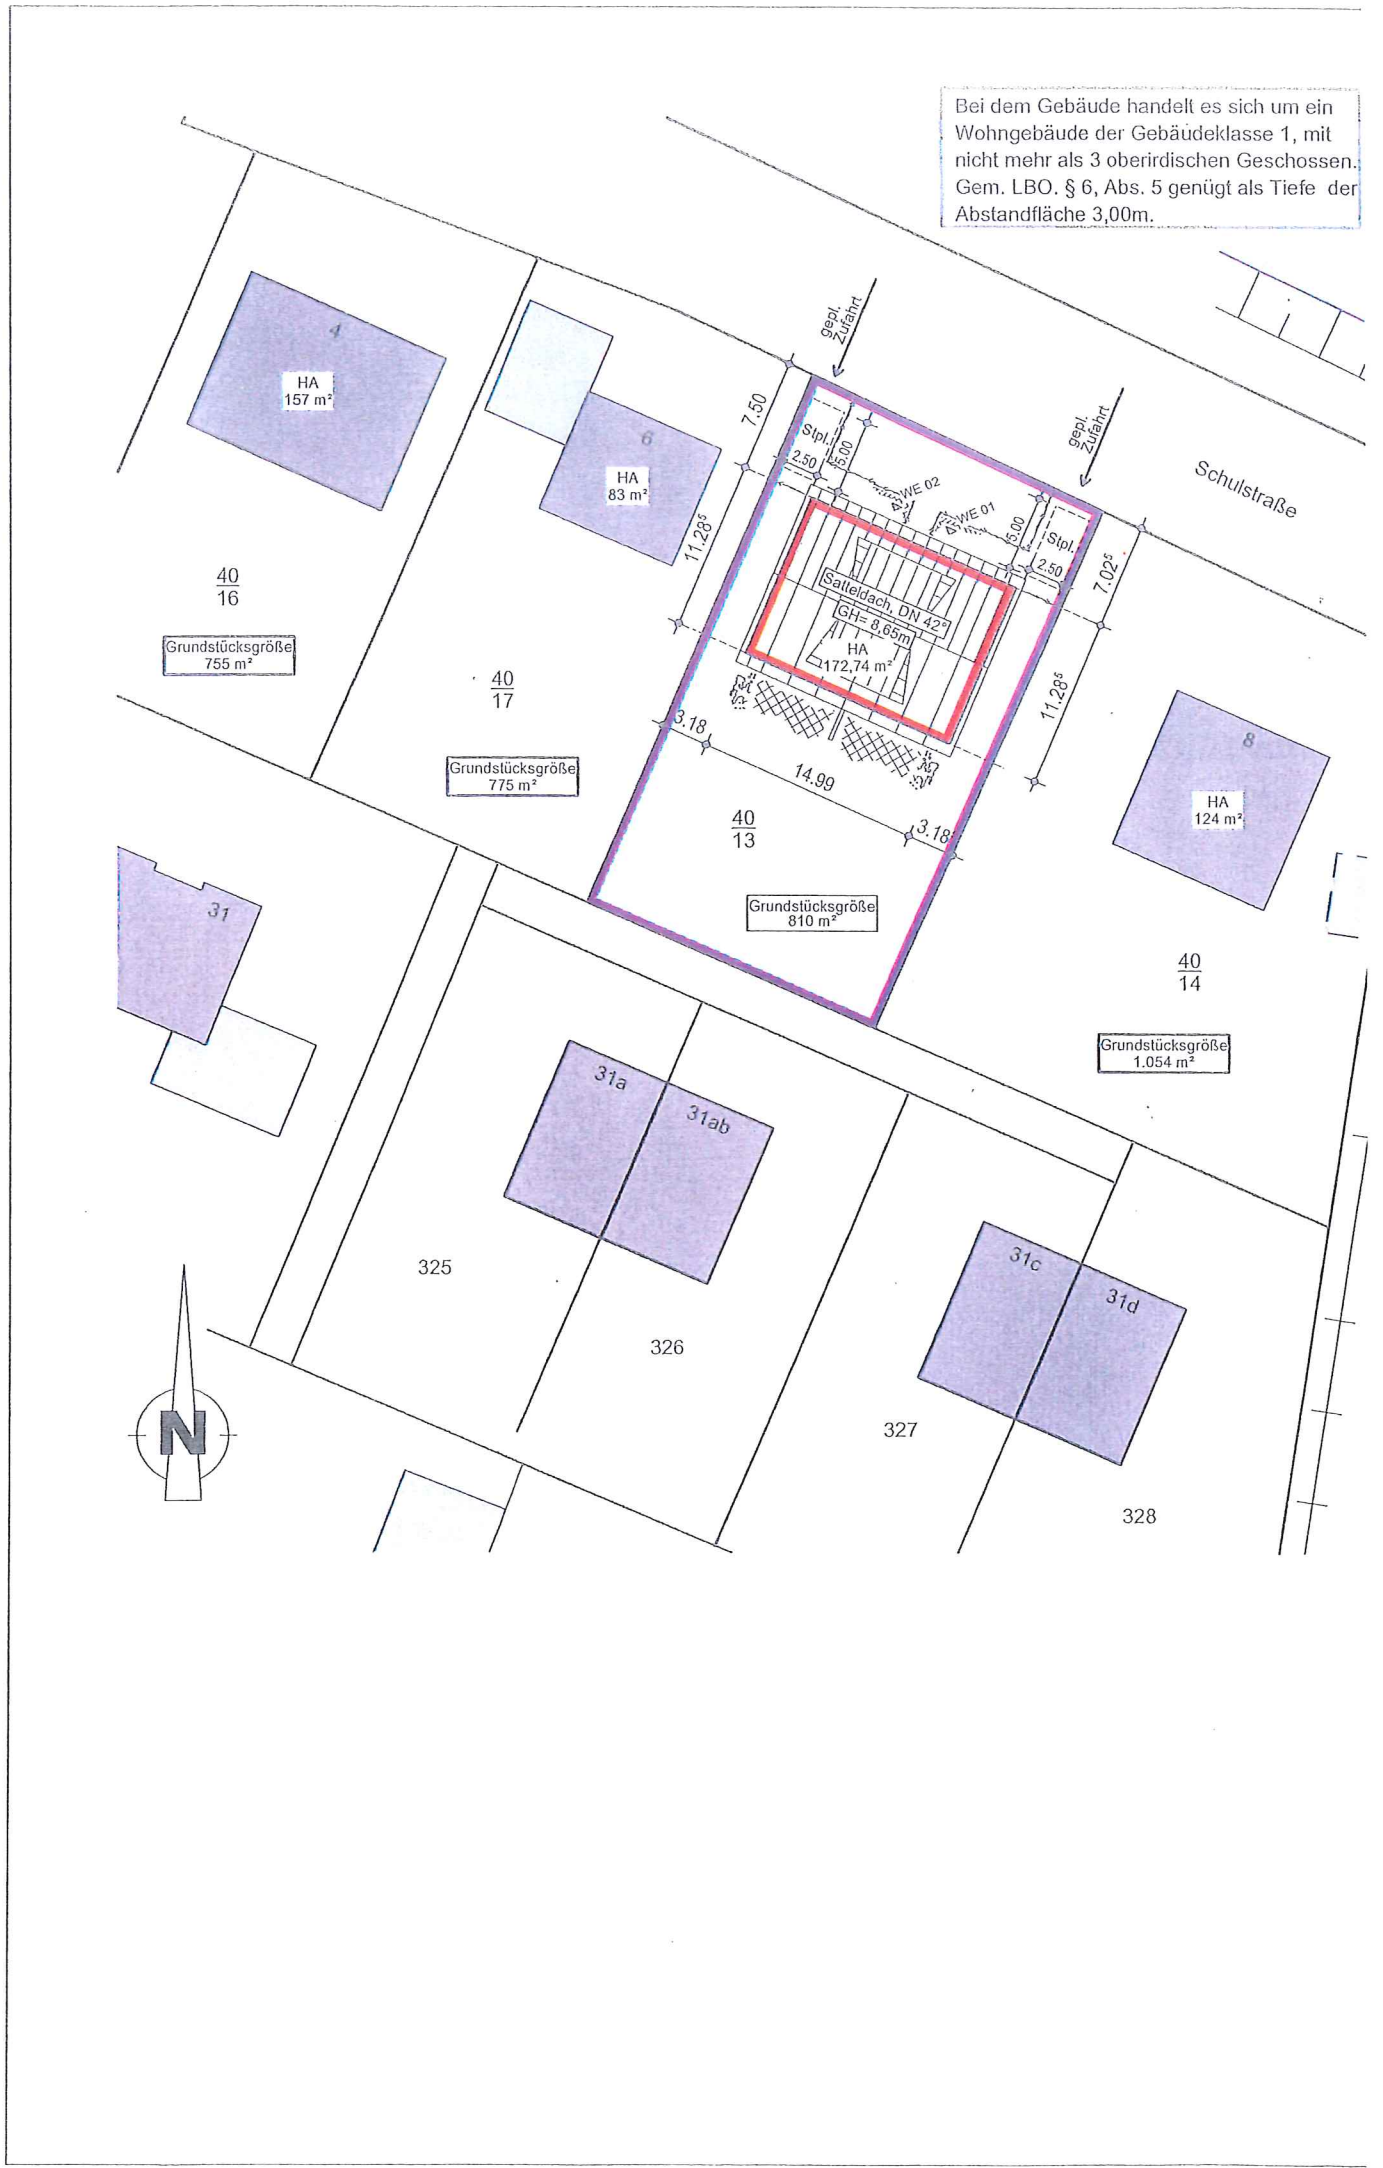 Bei dem Gebäude handelt es sich um ein
Wohngebäude der Gebäudeklasse 1, mit
nicht mehr als 3 oberirdischen Geschossen.
Gem. LBO. § 6, Abs. 5 genügt als Tiefe der
Abstandfläche 3,00m.
gepl.
Zufahrt
gepl.
Zufahrt
Schulstraße
4
HA
157 m²
6
HA
83 m²
7.50
11.28⁵
Stpl.
2.50
5.00
WE 02
WE 01
5.00
Stpl.
2.50
7.02⁵
11.28⁵
Satteldach, DN 42°
GH= 8,65m
HA
172,74 m²
40
16
Grundstücksgröße
755 m²
40
17
Grundstücksgröße
775 m²
3.18
14.99
3.18
40
13
Grundstücksgröße
810 m²
8
HA
124 m²
40
14
Grundstücksgröße
1.054 m²
31
31a
31ab
31c
31d
325
326
327
328
N